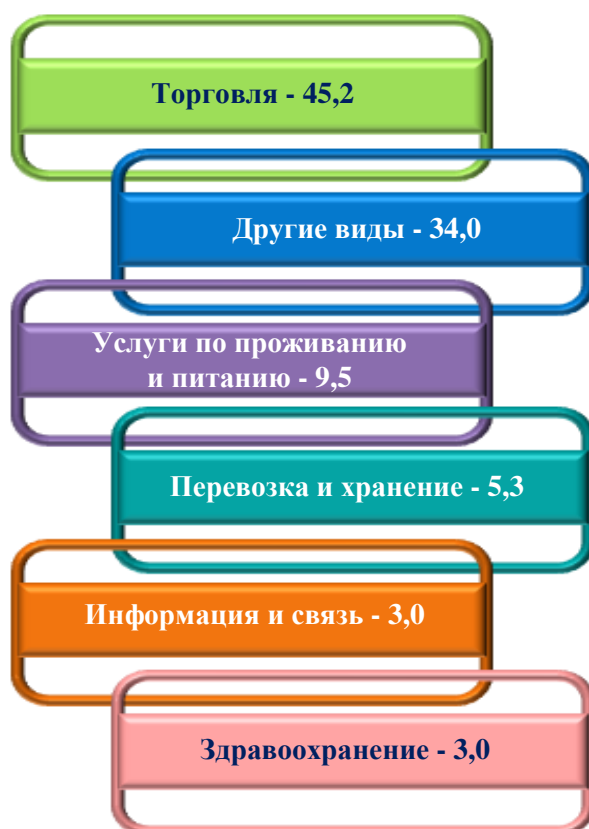 Торговля - 45,2
Другие виды - 34,0
Услуги по проживанию
и питанию - 9,5
Перевозка и хранение - 5,3
Информация и связь - 3,0
Здравоохранение - 3,0